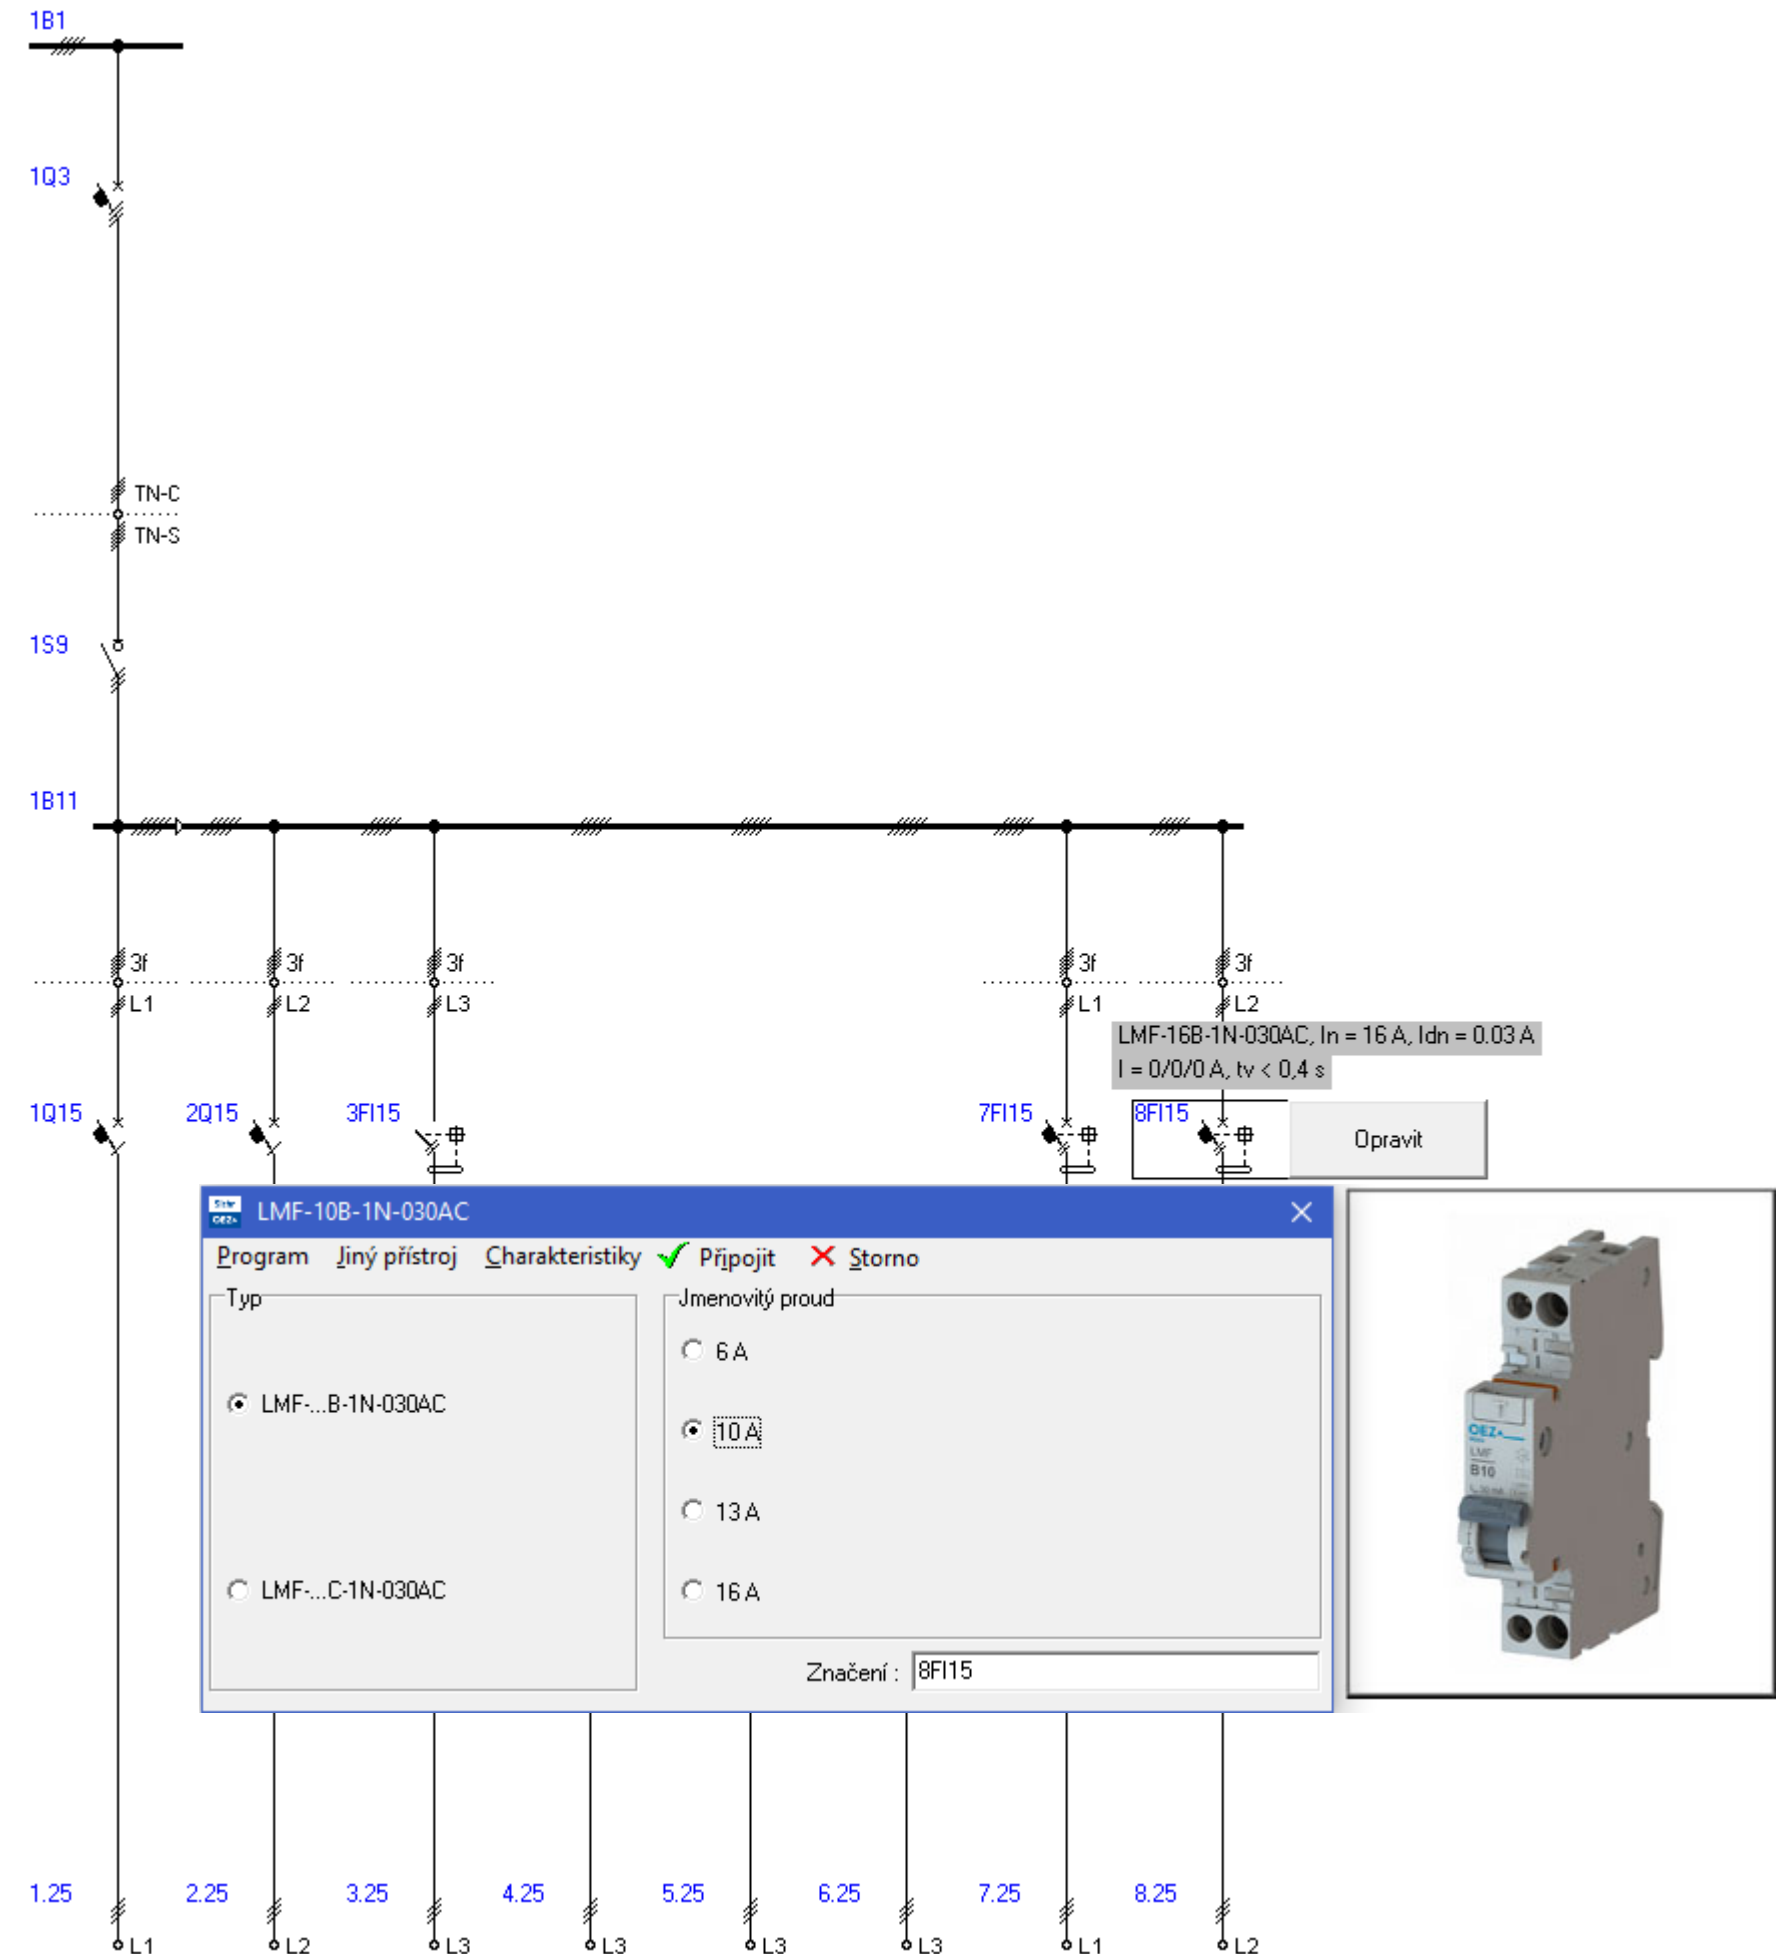 1B1
1Q3
TN-C
TN-S
1S9
1B11
3f 3f 3f 3f 3f
L1 L2 L3 L1 L2
LMF-16B-1N-030AC, In = 16 A, Idn = 0.03 A
I = 0/0/0 A, tv < 0,4 s
1Q15 2Q15 3FI15 7FI15 8FI15
Opravit
LMF-10B-1N-030AC
Program Jiný přístroj Charakteristiky Připojit Storno
Typ
LMF-...B-1N-030AC
LMF-...C-1N-030AC
Jmenovitý proud
6 A
10 A
13 A
16 A
Značení : 8FI15
OEZ
LMF
B10
1.25 2.25 3.25 4.25 5.25 6.25 7.25 8.25
L1 L2 L3 L3 L3 L3 L1 L2